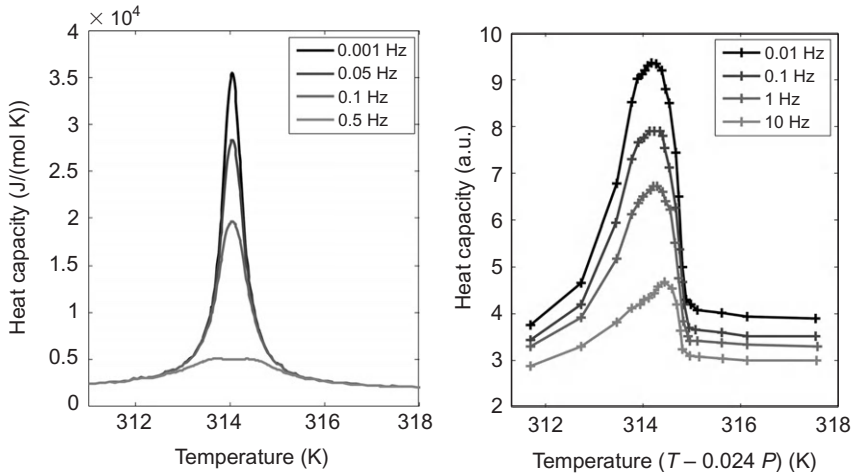 × 10⁴
4
3.5
3
2.5
2
1.5
1
0.5
0
312
314
316
318
Heat capacity (J/(mol K))
Temperature (K)
0.001 Hz
0.05 Hz
0.1 Hz
0.5 Hz
10
9
8
7
6
5
4
3
2
312
314
316
318
Heat capacity (a.u.)
Temperature (T – 0.024 P) (K)
0.01 Hz
0.1 Hz
1 Hz
10 Hz